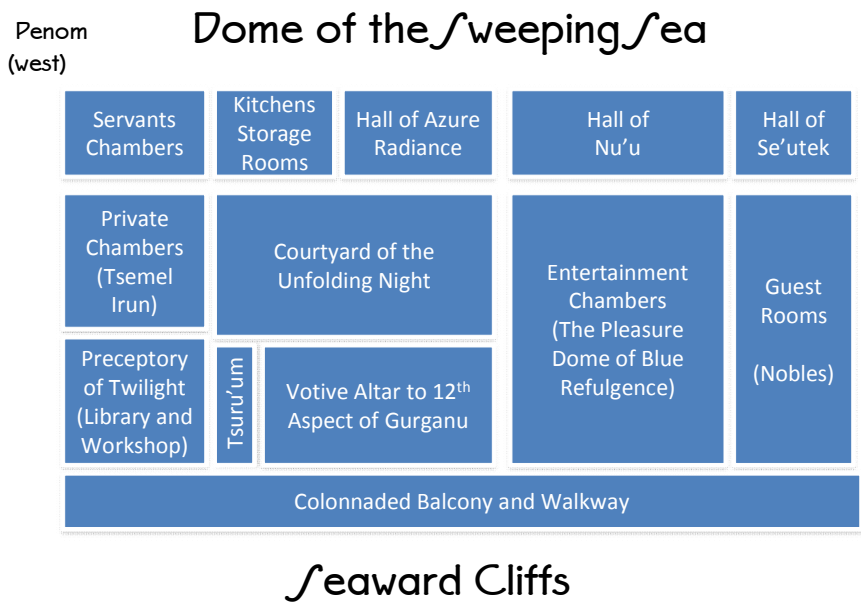 Penom
(west)
Dome of the Sweeping Sea
Servants
Chambers
Kitchens
Storage
Rooms
Hall of Azure
Radiance
Hall of
Nu'u
Hall of
Se'utek
Private
Chambers
(Tsemel
Irun)
Courtyard of the
Unfolding Night
Entertainment
Chambers
(The Pleasure
Dome of Blue
Refulgence)
Guest
Rooms
(Nobles)
Preceptory
of Twilight
(Library and
Workshop)
Tsuru'um
Votive Altar to 12th
Aspect of Gurganu
Colonnaded Balcony and Walkway
Seaward Cliffs